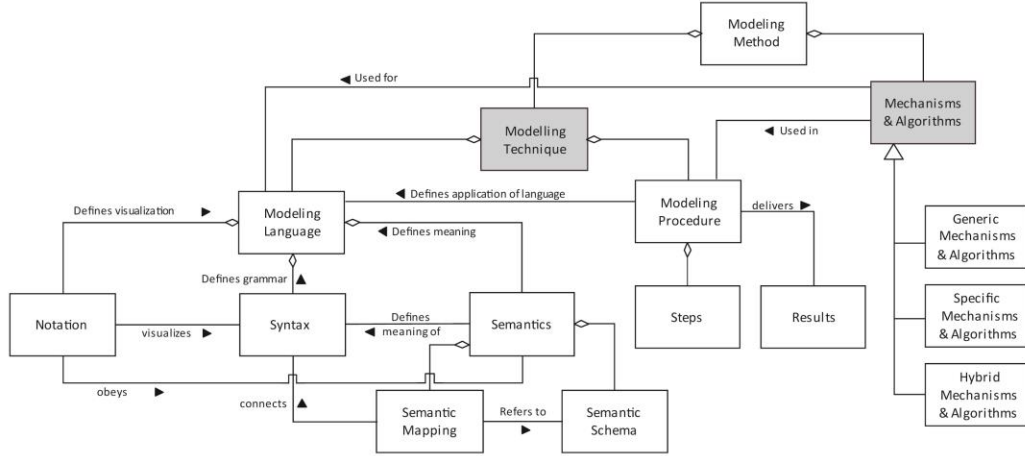 Modeling
Method
◄ Used for
Mechanisms
& Algorithms
Modelling
Technique
◄ Used in
◄ Defines application of language
Defines visualization ►
Modeling
Language
◄ Defines meaning
Modeling
Procedure
delivers ►
Generic
Mechanisms
& Algorithms
Defines grammar ▲
Notation
visualizes ►
Syntax
Defines
◄ meaning of
Semantics
Steps
Results
Specific
Mechanisms
& Algorithms
obeys ►
connects ▲
Semantic
Mapping
Refers to
►
Semantic
Schema
Hybrid
Mechanisms
& Algorithms